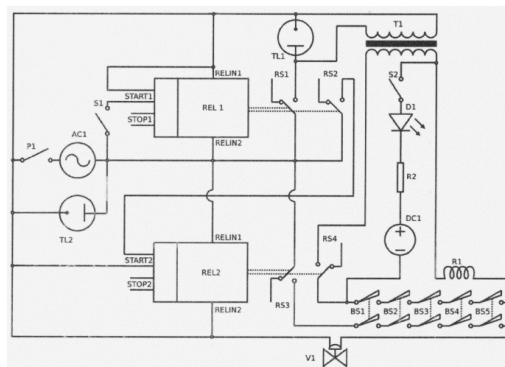 T1
TL1
RELIN1
RS1
RS2
S2
START1
REL 1
S1
D1
STOP1
P1
AC1
RELIN2
R2
TL2
RELIN1
RS4
DC1
START2
REL2
R1
STOP2
RS3
RELIN2
BS1
BS2
BS3
BS4
BS5
V1